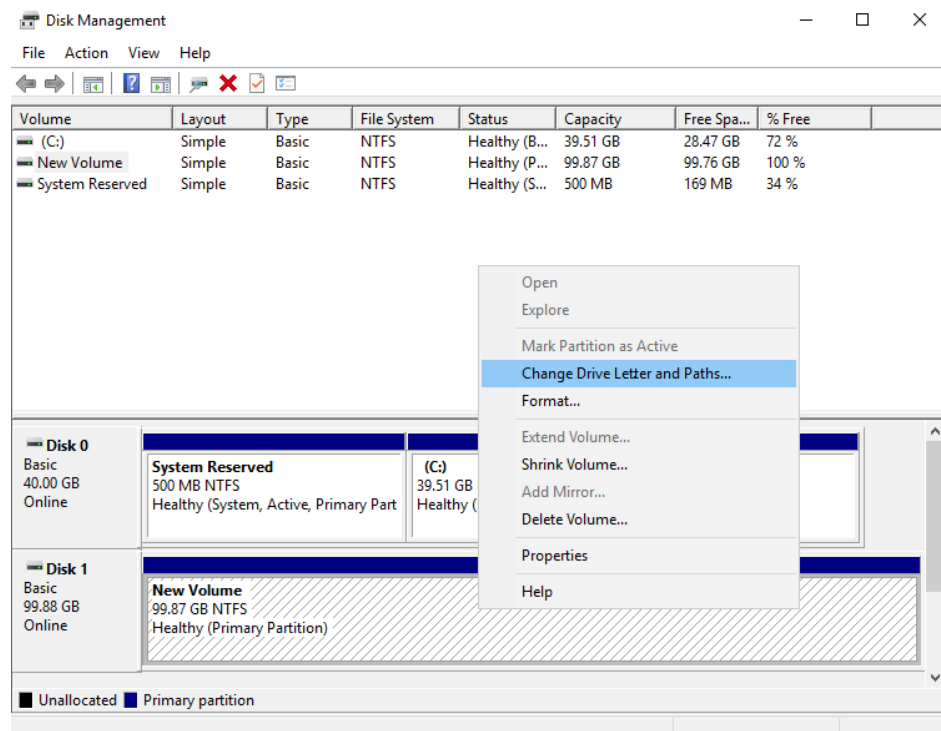 Disk Management
File Action View Help
Volume Layout Type File System Status Capacity Free Spa... % Free
(C:) Simple Basic NTFS Healthy (B... 39.51 GB 28.47 GB 72 %
New Volume Simple Basic NTFS Healthy (P... 99.87 GB 99.76 GB 100 %
System Reserved Simple Basic NTFS Healthy (S... 500 MB 169 MB 34 %
Open
Explore
Mark Partition as Active
Change Drive Letter and Paths...
Format...
Extend Volume...
Shrink Volume...
Add Mirror...
Delete Volume...
Properties
Help
Disk 0
Basic
40.00 GB
Online
System Reserved
500 MB NTFS
Healthy (System, Active, Primary Part
(C:)
39.51 GB
Healthy (
Disk 1
Basic
99.88 GB
Online
New Volume
99.87 GB NTFS
Healthy (Primary Partition)
Unallocated Primary partition